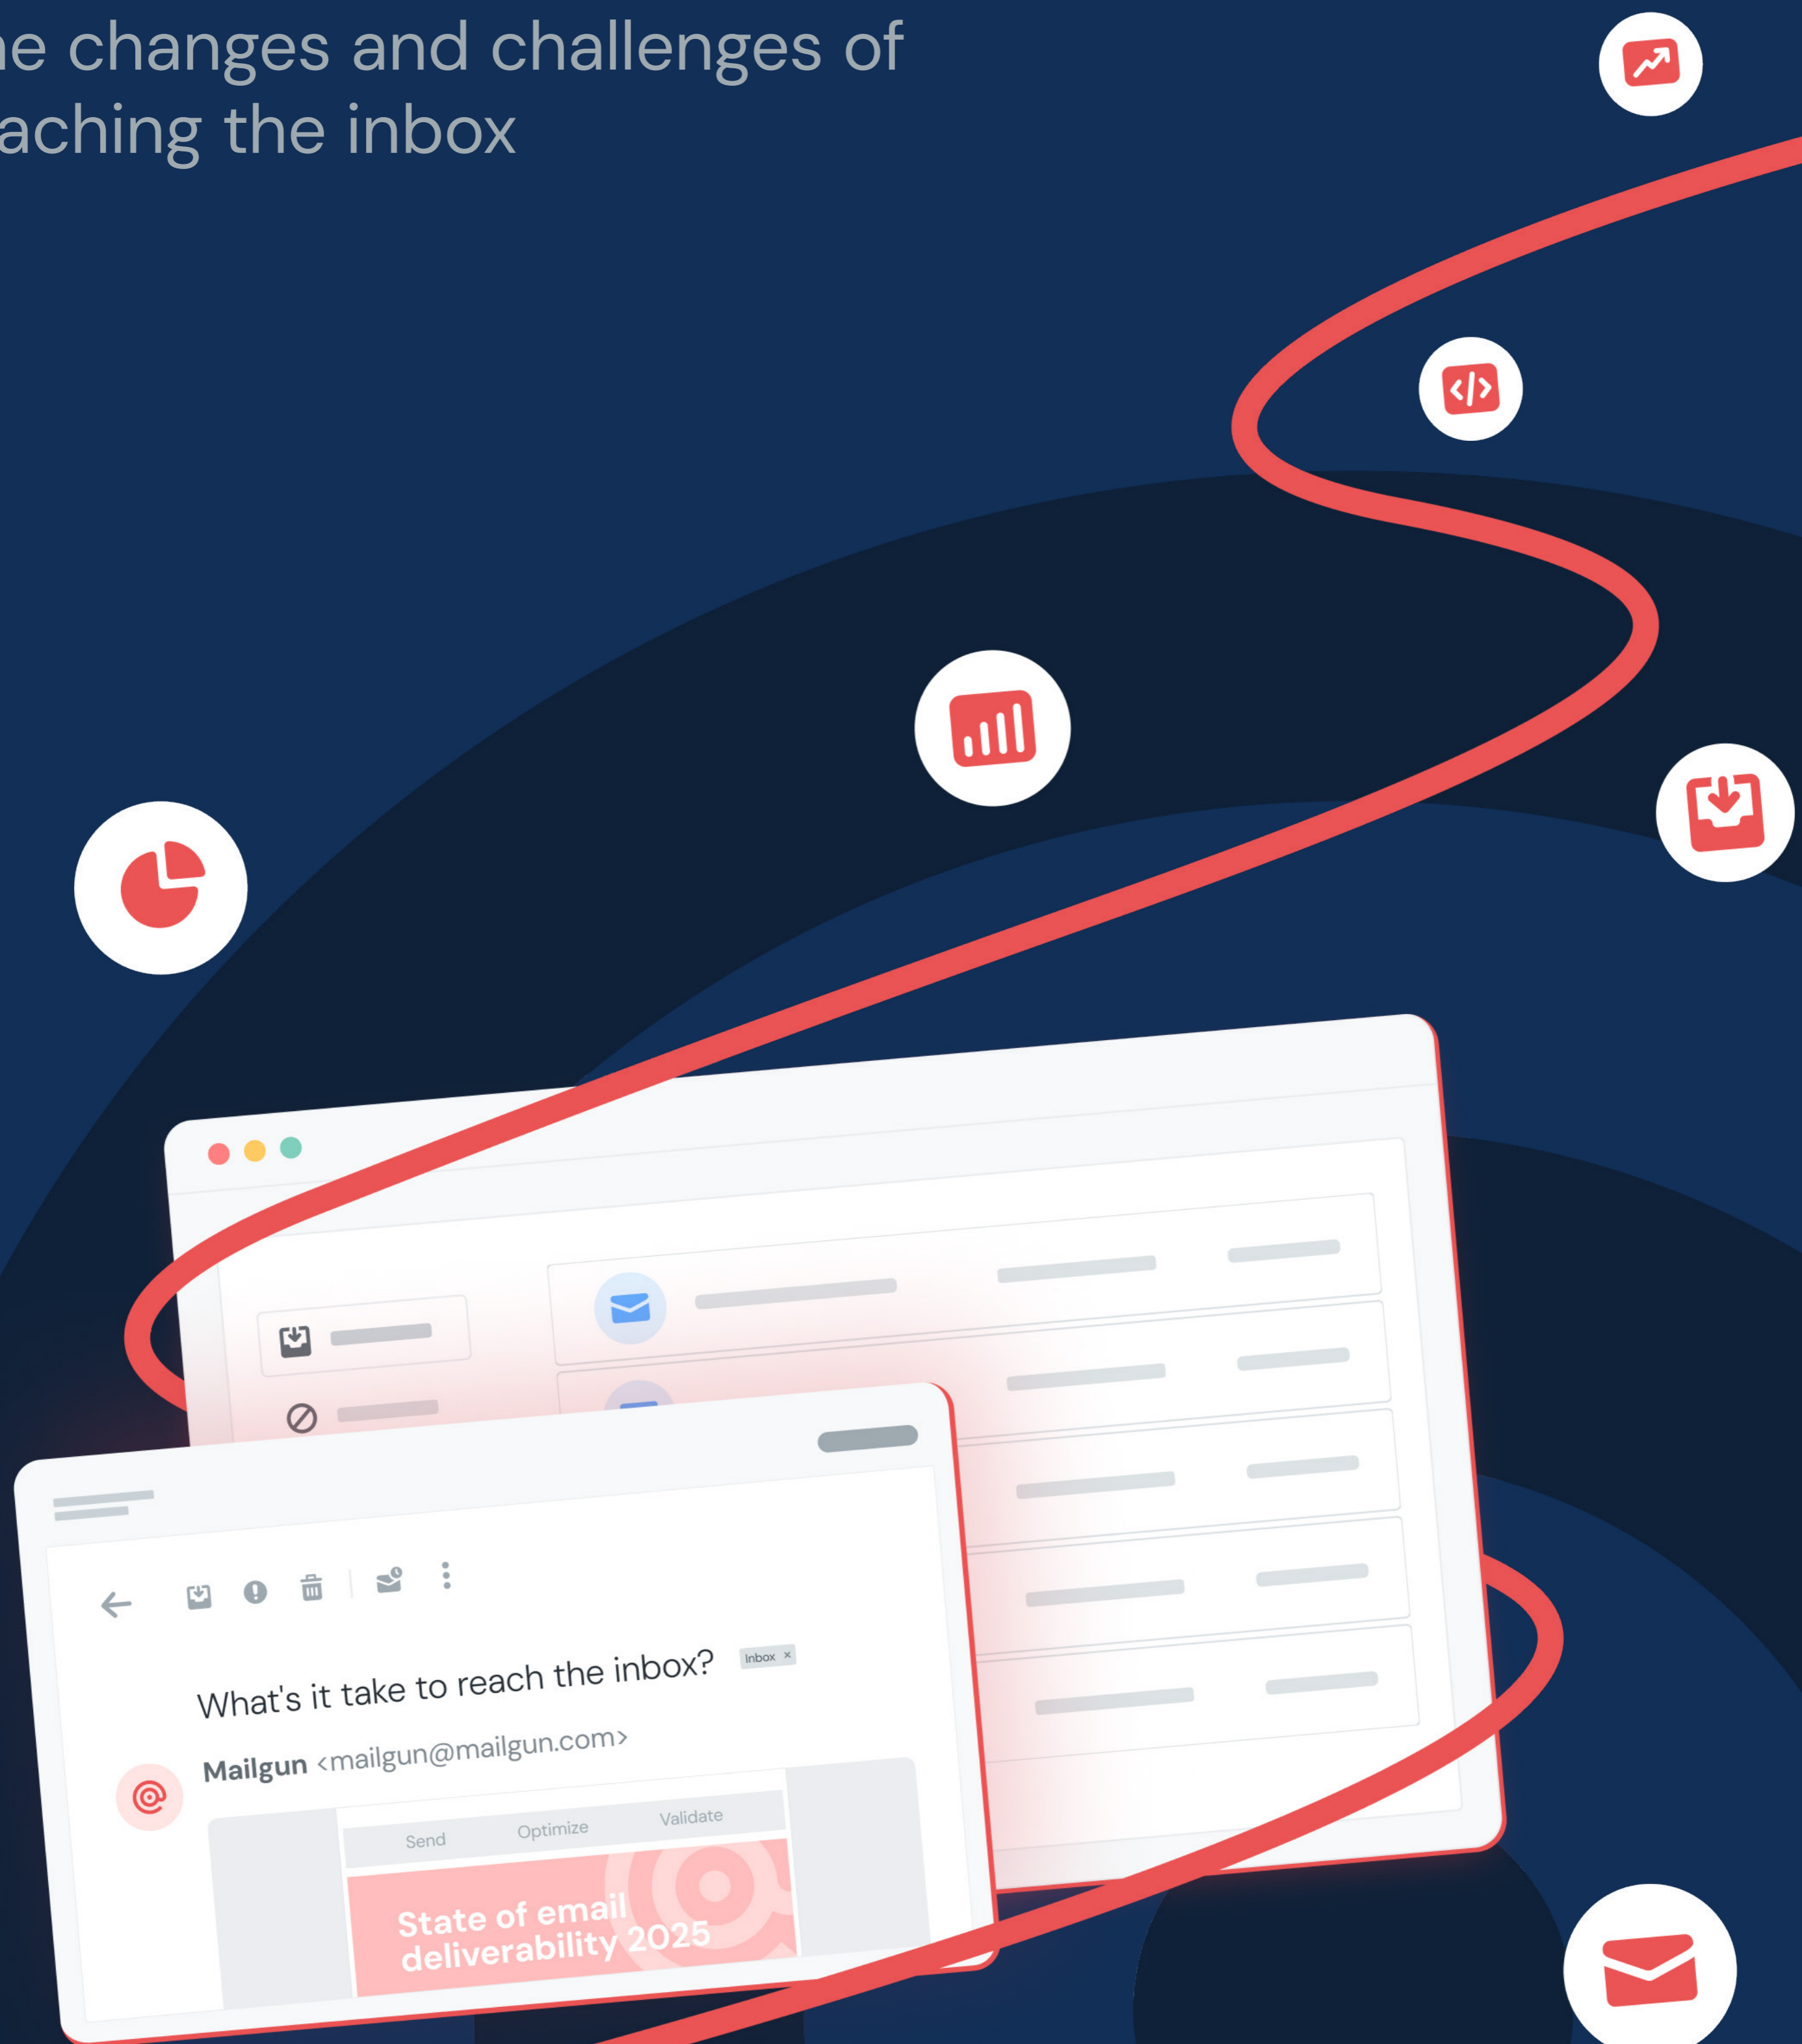 he changes and challenges of
aching the inbox
What's it take to reach the inbox? Inbox ×
Mailgun <mailgun@mailgun.com>
Send Optimize Validate
State of email
deliverability 2025